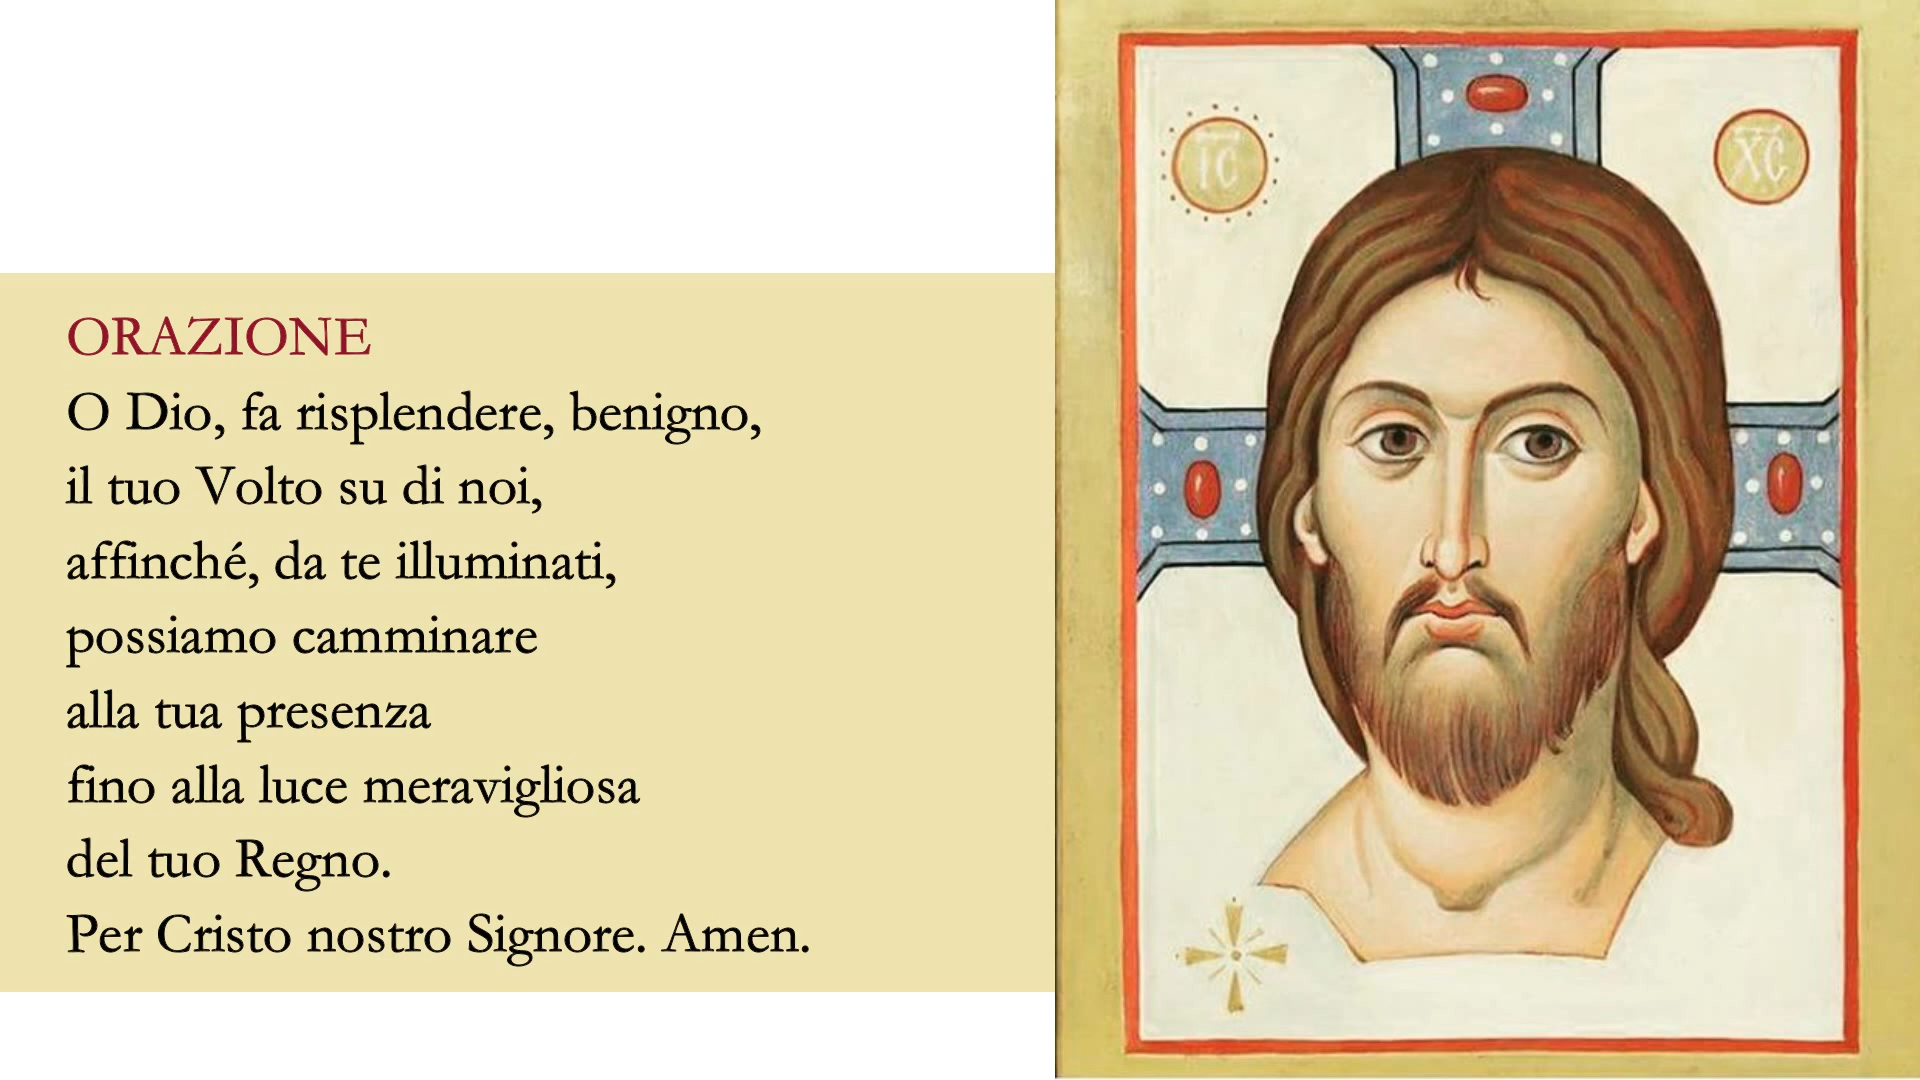 ORAZIONE
O Dio, fa risplendere, benigno,
il tuo Volto su di noi,
affinché, da te illuminati,
possiamo camminare
alla tua presenza
fino alla luce meravigliosa
del tuo Regno.
Per Cristo nostro Signore. Amen.
IC
XC